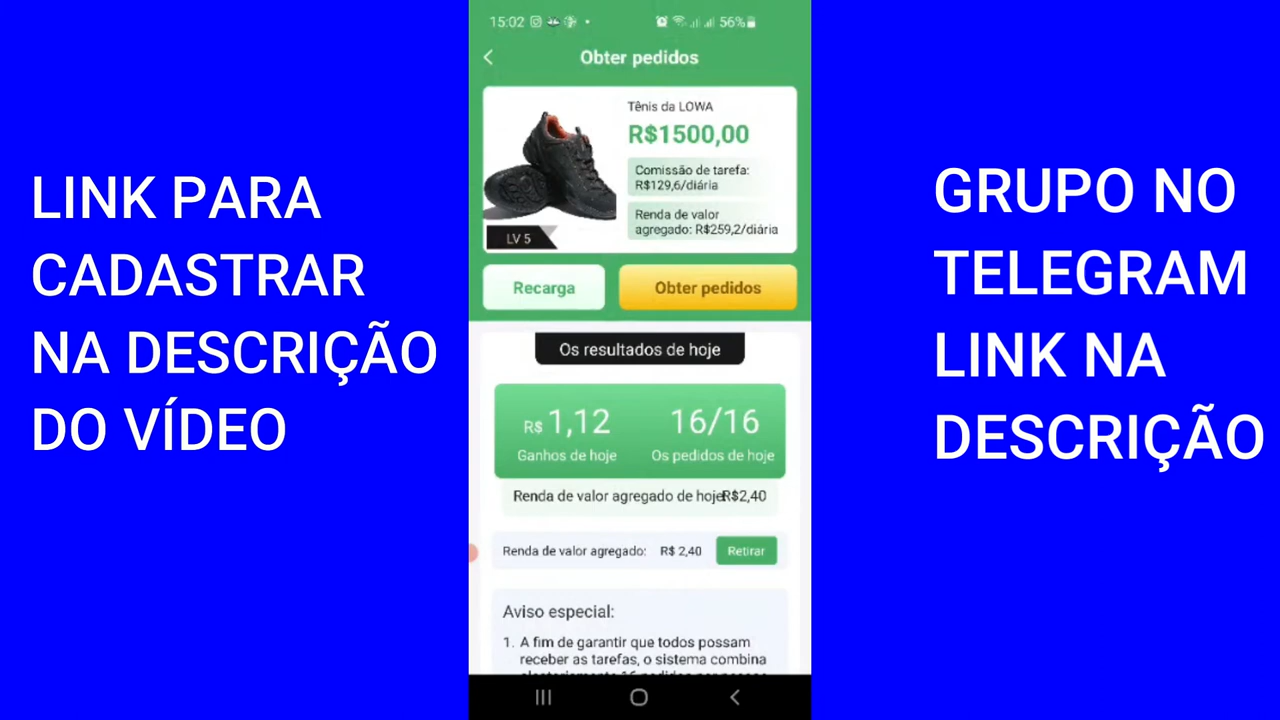 LINK PARA
CADASTRAR
NA DESCRIÇÃO
DO VÍDEO
15:02
56%
Obter pedidos
Tênis da LOWA
R$1500,00
Comissão de tarefa:
R$129,6/diária
Renda de valor
agregado: R$259,2/diária
LV 5
Recarga
Obter pedidos
Os resultados de hoje
R$ 1,12
16/16
Ganhos de hoje
Os pedidos de hoje
Renda de valor agregado de hoje R$2,40
Renda de valor agregado: R$ 2,40 Retirar
Aviso especial:
1. A fim de garantir que todos possam
receber as tarefas, o sistema combina
GRUPO NO
TELEGRAM
LINK NA
DESCRIÇÃO